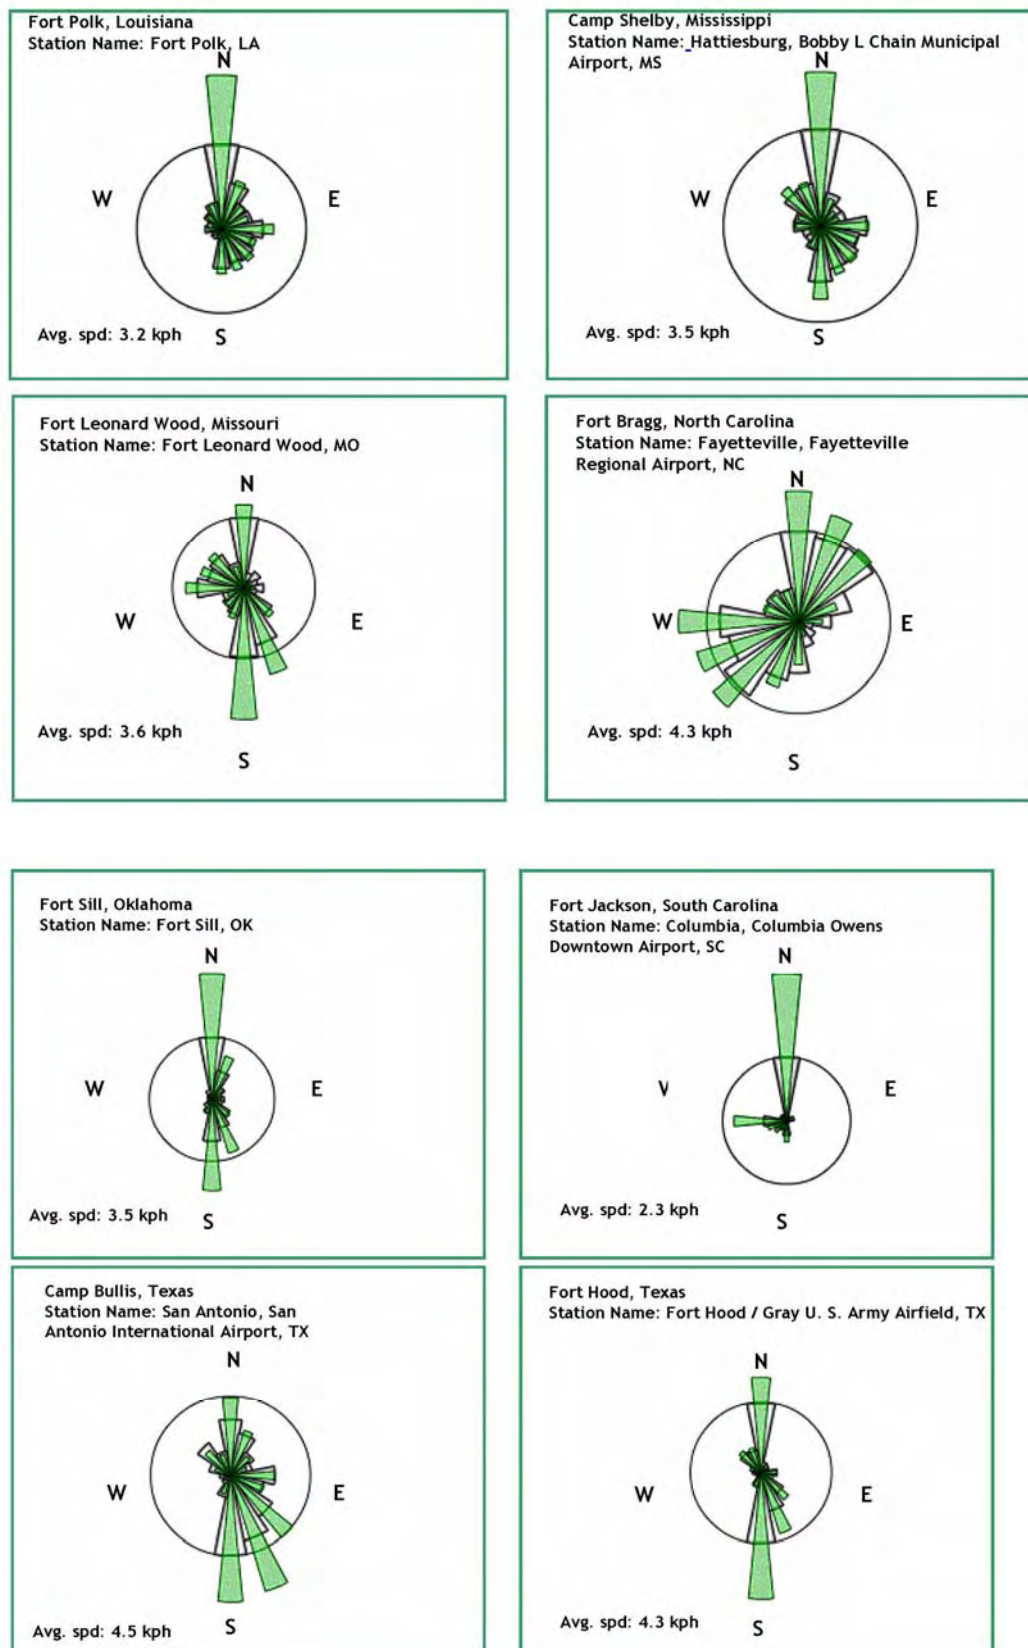 Fort Polk, Louisiana
Station Name: Fort Polk, LA
N
W
E
Avg. spd: 3.2 kph
S
Camp Shelby, Mississippi
Station Name: Hattiesburg, Bobby L Chain Municipal
Airport, MS
N
W
E
Avg. spd: 3.5 kph
S
Fort Leonard Wood, Missouri
Station Name: Fort Leonard Wood, MO
N
W
E
Avg. spd: 3.6 kph
S
Fort Bragg, North Carolina
Station Name: Fayetteville, Fayetteville
Regional Airport, NC
N
W
E
Avg. spd: 4.3 kph
S
Fort Sill, Oklahoma
Station Name: Fort Sill, OK
N
W
E
Avg. spd: 3.5 kph
S
Fort Jackson, South Carolina
Station Name: Columbia, Columbia Owens
Downtown Airport, SC
N
E
Avg. spd: 2.3 kph
S
Camp Bullis, Texas
Station Name: San Antonio, San
Antonio International Airport, TX
N
W
E
Avg. spd: 4.5 kph
S
Fort Hood, Texas
Station Name: Fort Hood / Gray U. S. Army Airfield, TX
N
W
E
Avg. spd: 4.3 kph
S